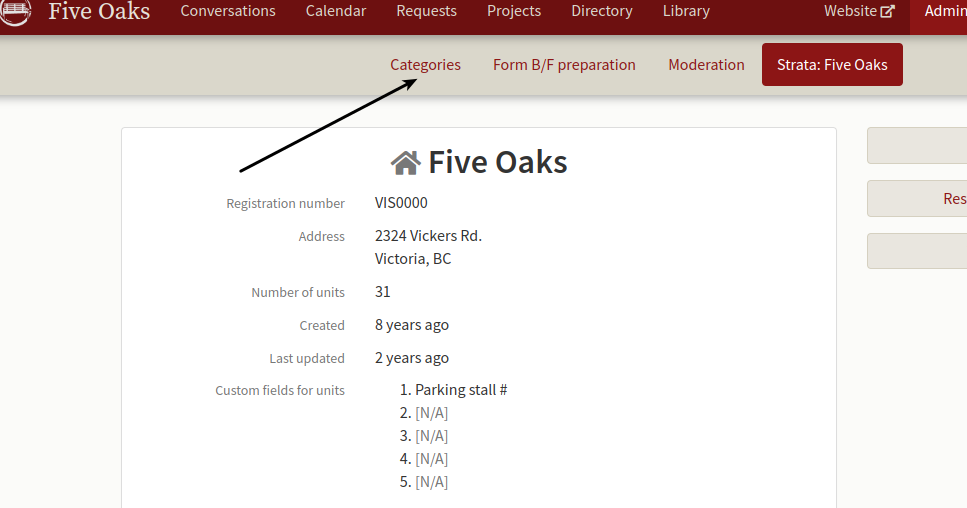 Five Oaks Conversations Calendar Requests Projects Directory Library Website Admin
Categories Form B/F preparation Moderation Strata: Five Oaks
Five Oaks
Registration number VIS0000
Address 2324 Vickers Rd.
Victoria, BC
Number of units 31
Created 8 years ago
Last updated 2 years ago
Custom fields for units 1. Parking stall #
2. [N/A]
3. [N/A]
4. [N/A]
5. [N/A]
Res